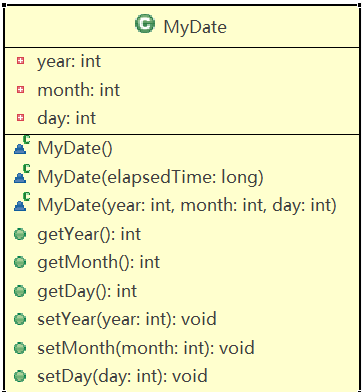 C MyDate
year: int
month: int
day: int
C MyDate()
C MyDate(elapsedTime: long)
C MyDate(year: int, month: int, day: int)
getYear(): int
getMonth(): int
getDay(): int
setYear(year: int): void
setMonth(month: int): void
setDay(day: int): void